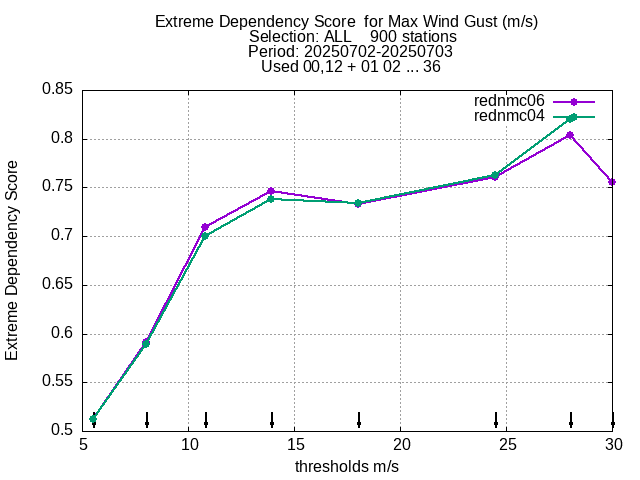 Extreme Dependency Score  for Max Wind Gust (m/s)
Selection: ALL    900 stations
Period: 20250702-20250703
Used 00,12 + 01 02 ... 36
rednmc06
rednmc04
Extreme Dependency Score
0.85
0.8
0.75
0.7
0.65
0.6
0.55
0.5
5 10 15 20 25 30
thresholds m/s